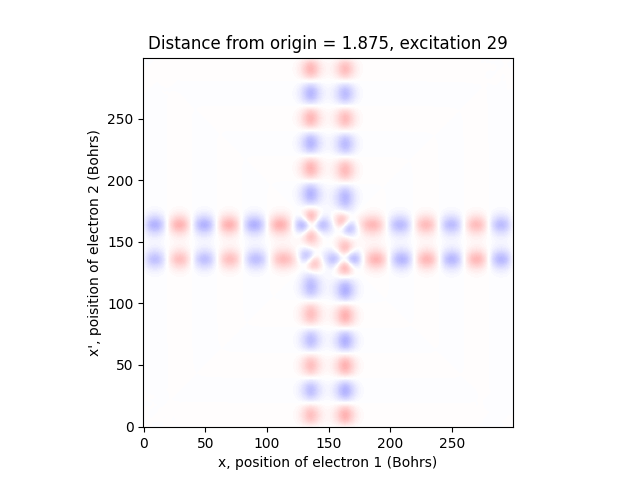 Distance from origin = 1.875, excitation 29
250
200
150
100
50
0
x', poisition of electron 2 (Bohrs)
0 50 100 150 200 250
x, position of electron 1 (Bohrs)